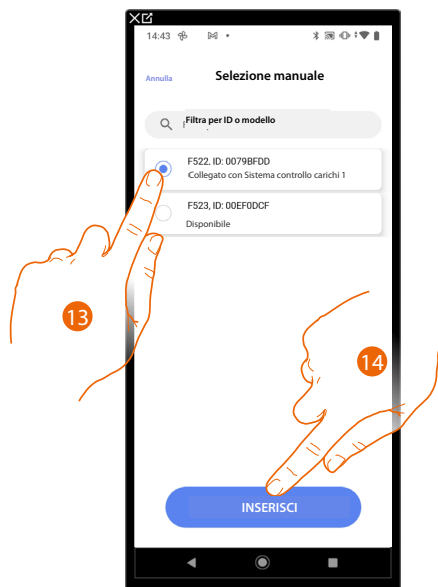 14:43
Annulla
Selezione manuale
Filtra per ID o modello
F522, ID: 0079BFDD
Collegato con Sistema controllo carichi 1
F523, ID: 00EF0DCF
Disponibile
13
14
INSERISCI